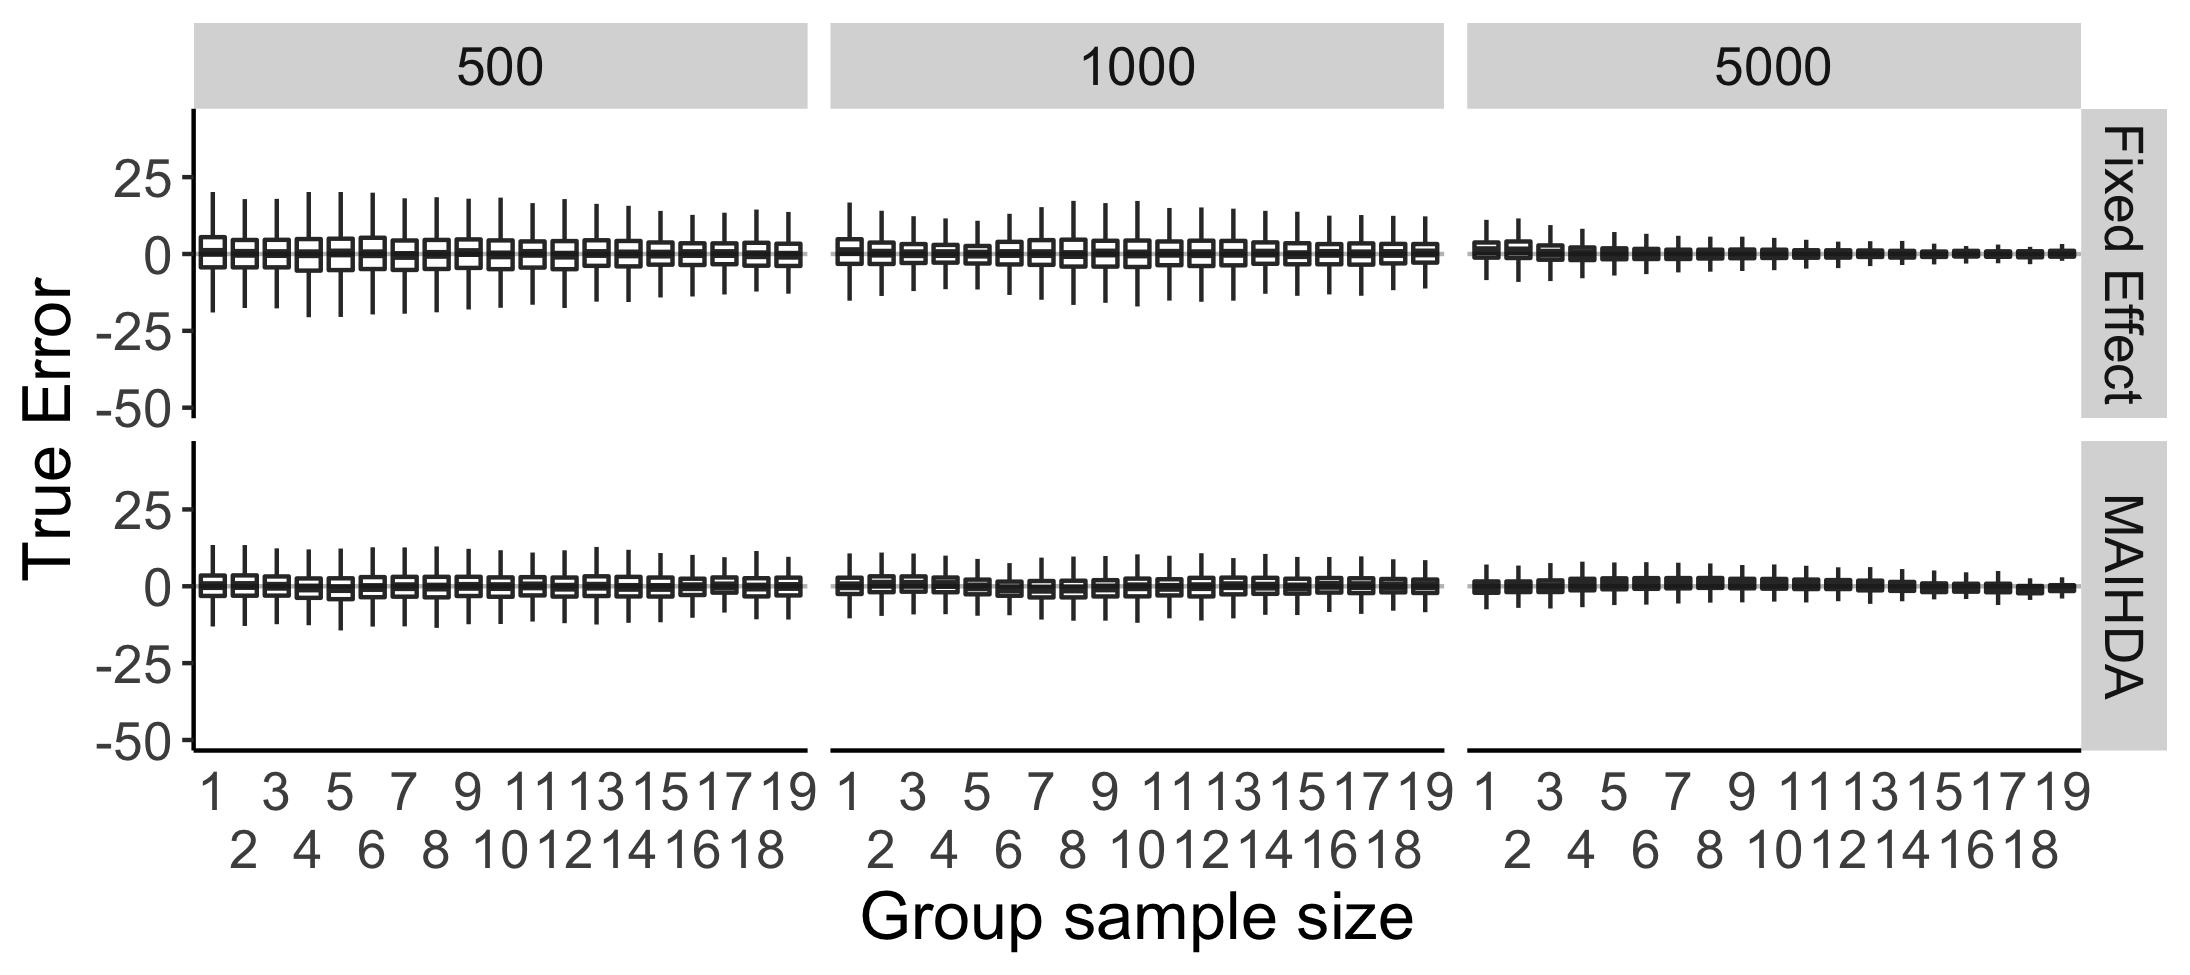 500 1000 5000
True Error
25
0
-25
-50
Fixed Effect
25
0
-25
-50
MAIHDA
1 3 5 7 9 11 13 15 17 19 1 3 5 7 9 11 13 15 17 19 1 3 5 7 9 11 13 15 17 19
2 4 6 8 10 12 14 16 18 2 4 6 8 10 12 14 16 18 2 4 6 8 10 12 14 16 18
Group sample size